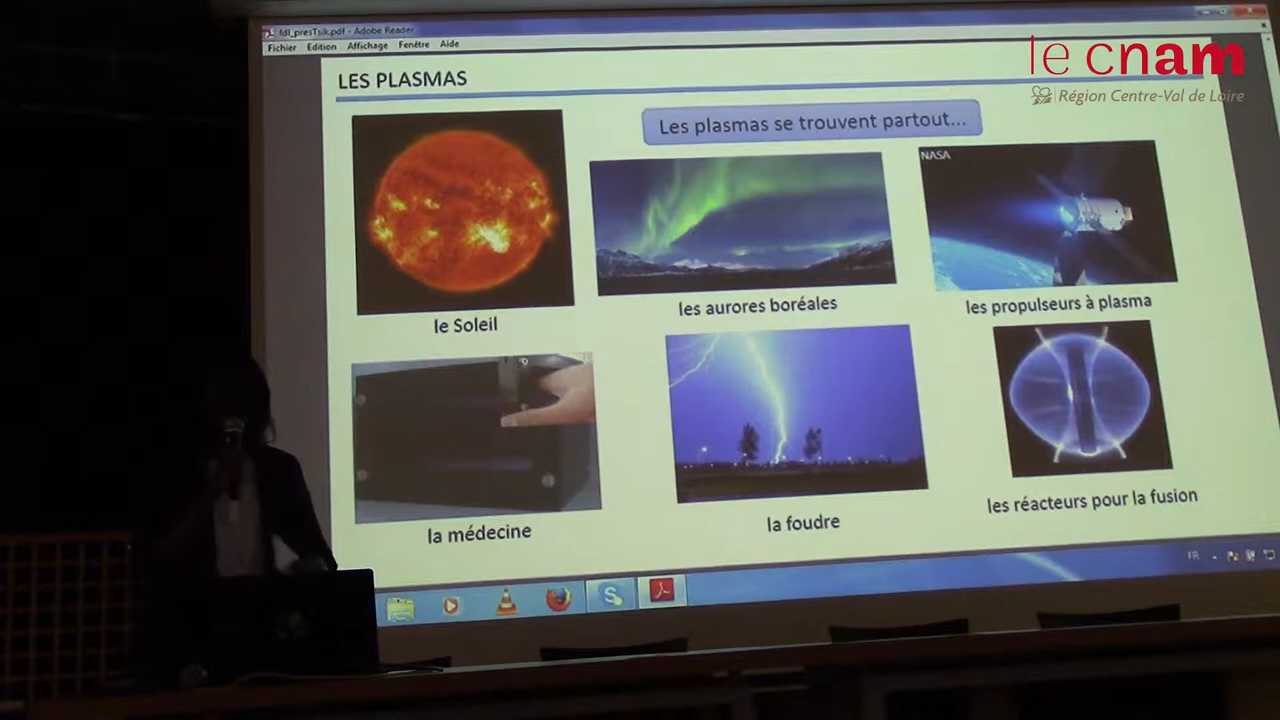 fdl_presTsik.pdf - Adobe Reader
Fichier Edition Affichage Fenêtre Aide
le cnam
Région Centre-Val de Loire
LES PLASMAS
Les plasmas se trouvent partout...
NASA
le Soleil
les aurores boréales
les propulseurs à plasma
la médecine
la foudre
les réacteurs pour la fusion
FR